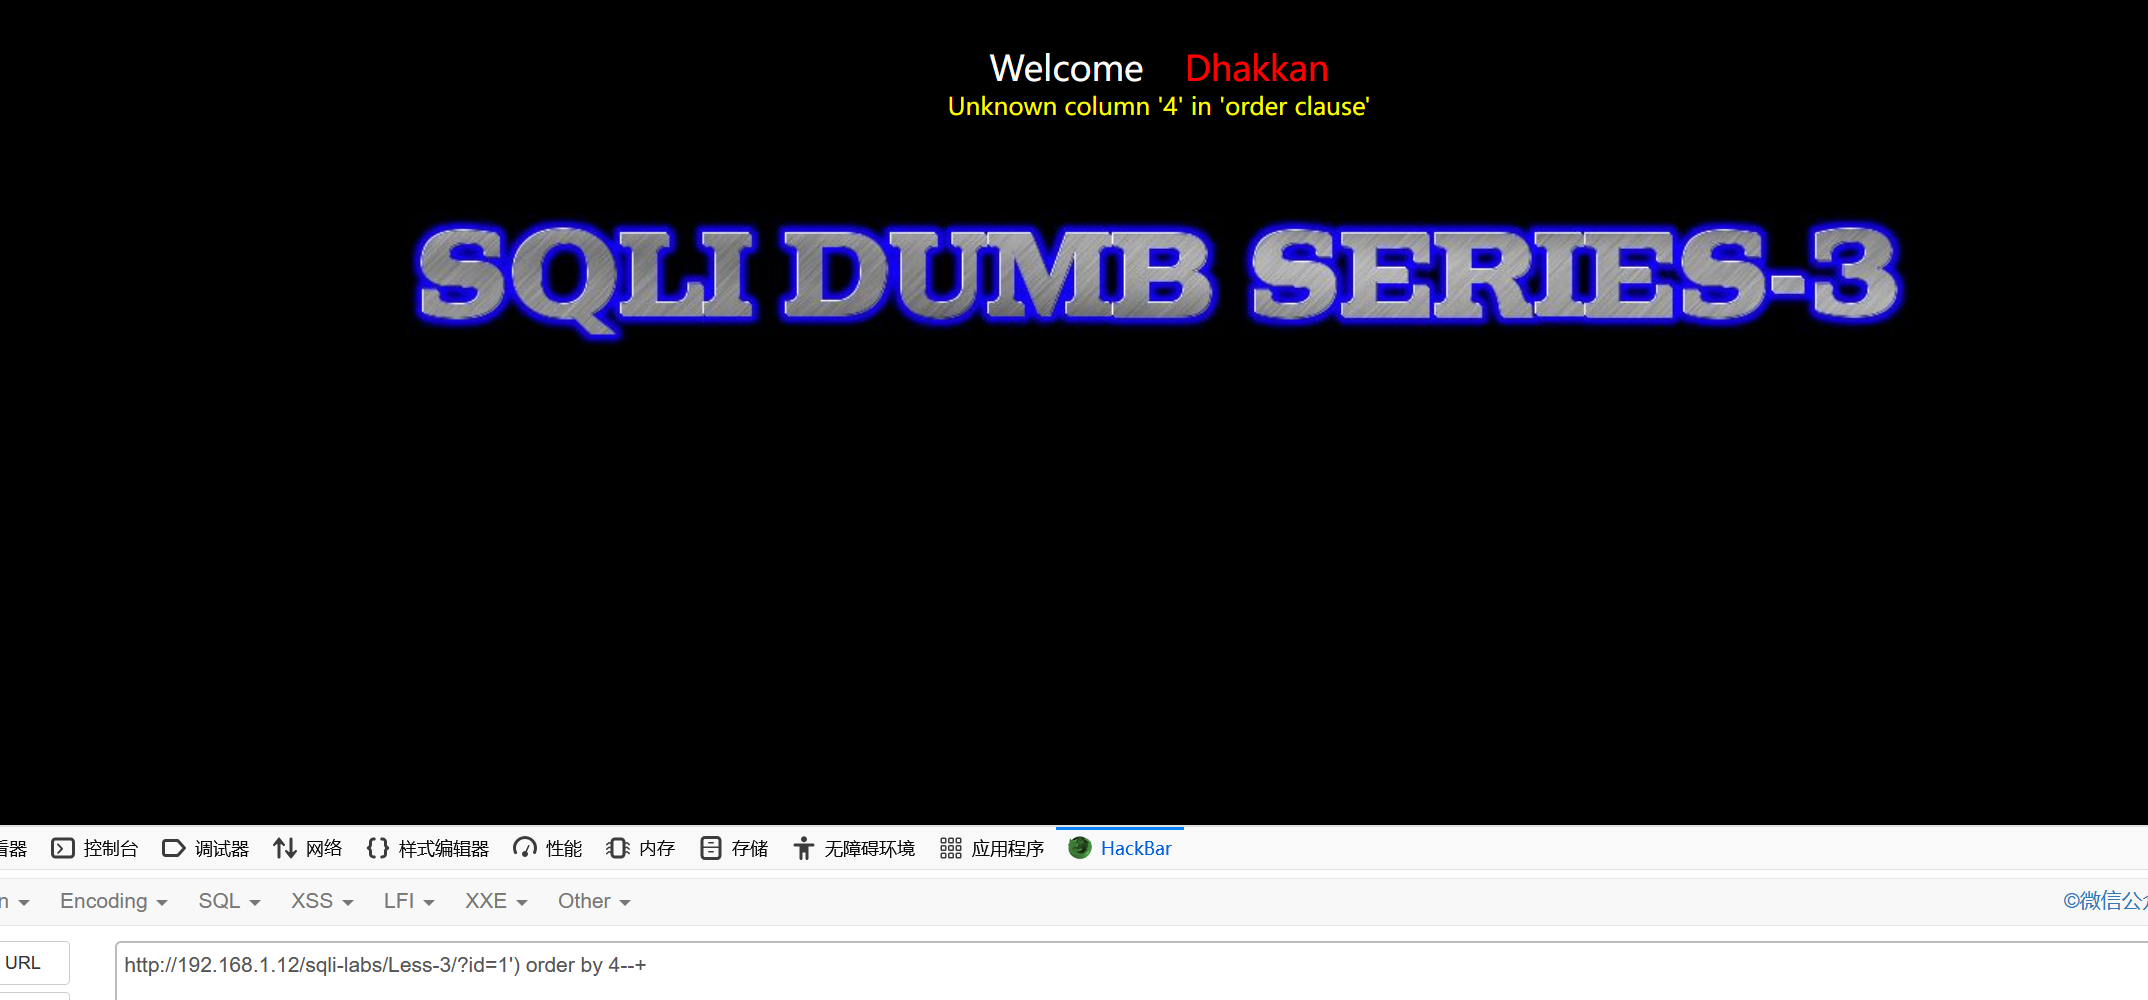 Welcome Dhakkan
Unknown column '4' in 'order clause'
SQLI DUMB SERIES-3
器 控制台 调试器 网络 样式编辑器 性能 内存 存储 无障碍环境 应用程序 HackBar
n Encoding SQL XSS LFI XXE Other ©微信公
URL http://192.168.1.12/sqli-labs/Less-3/?id=1') order by 4--+